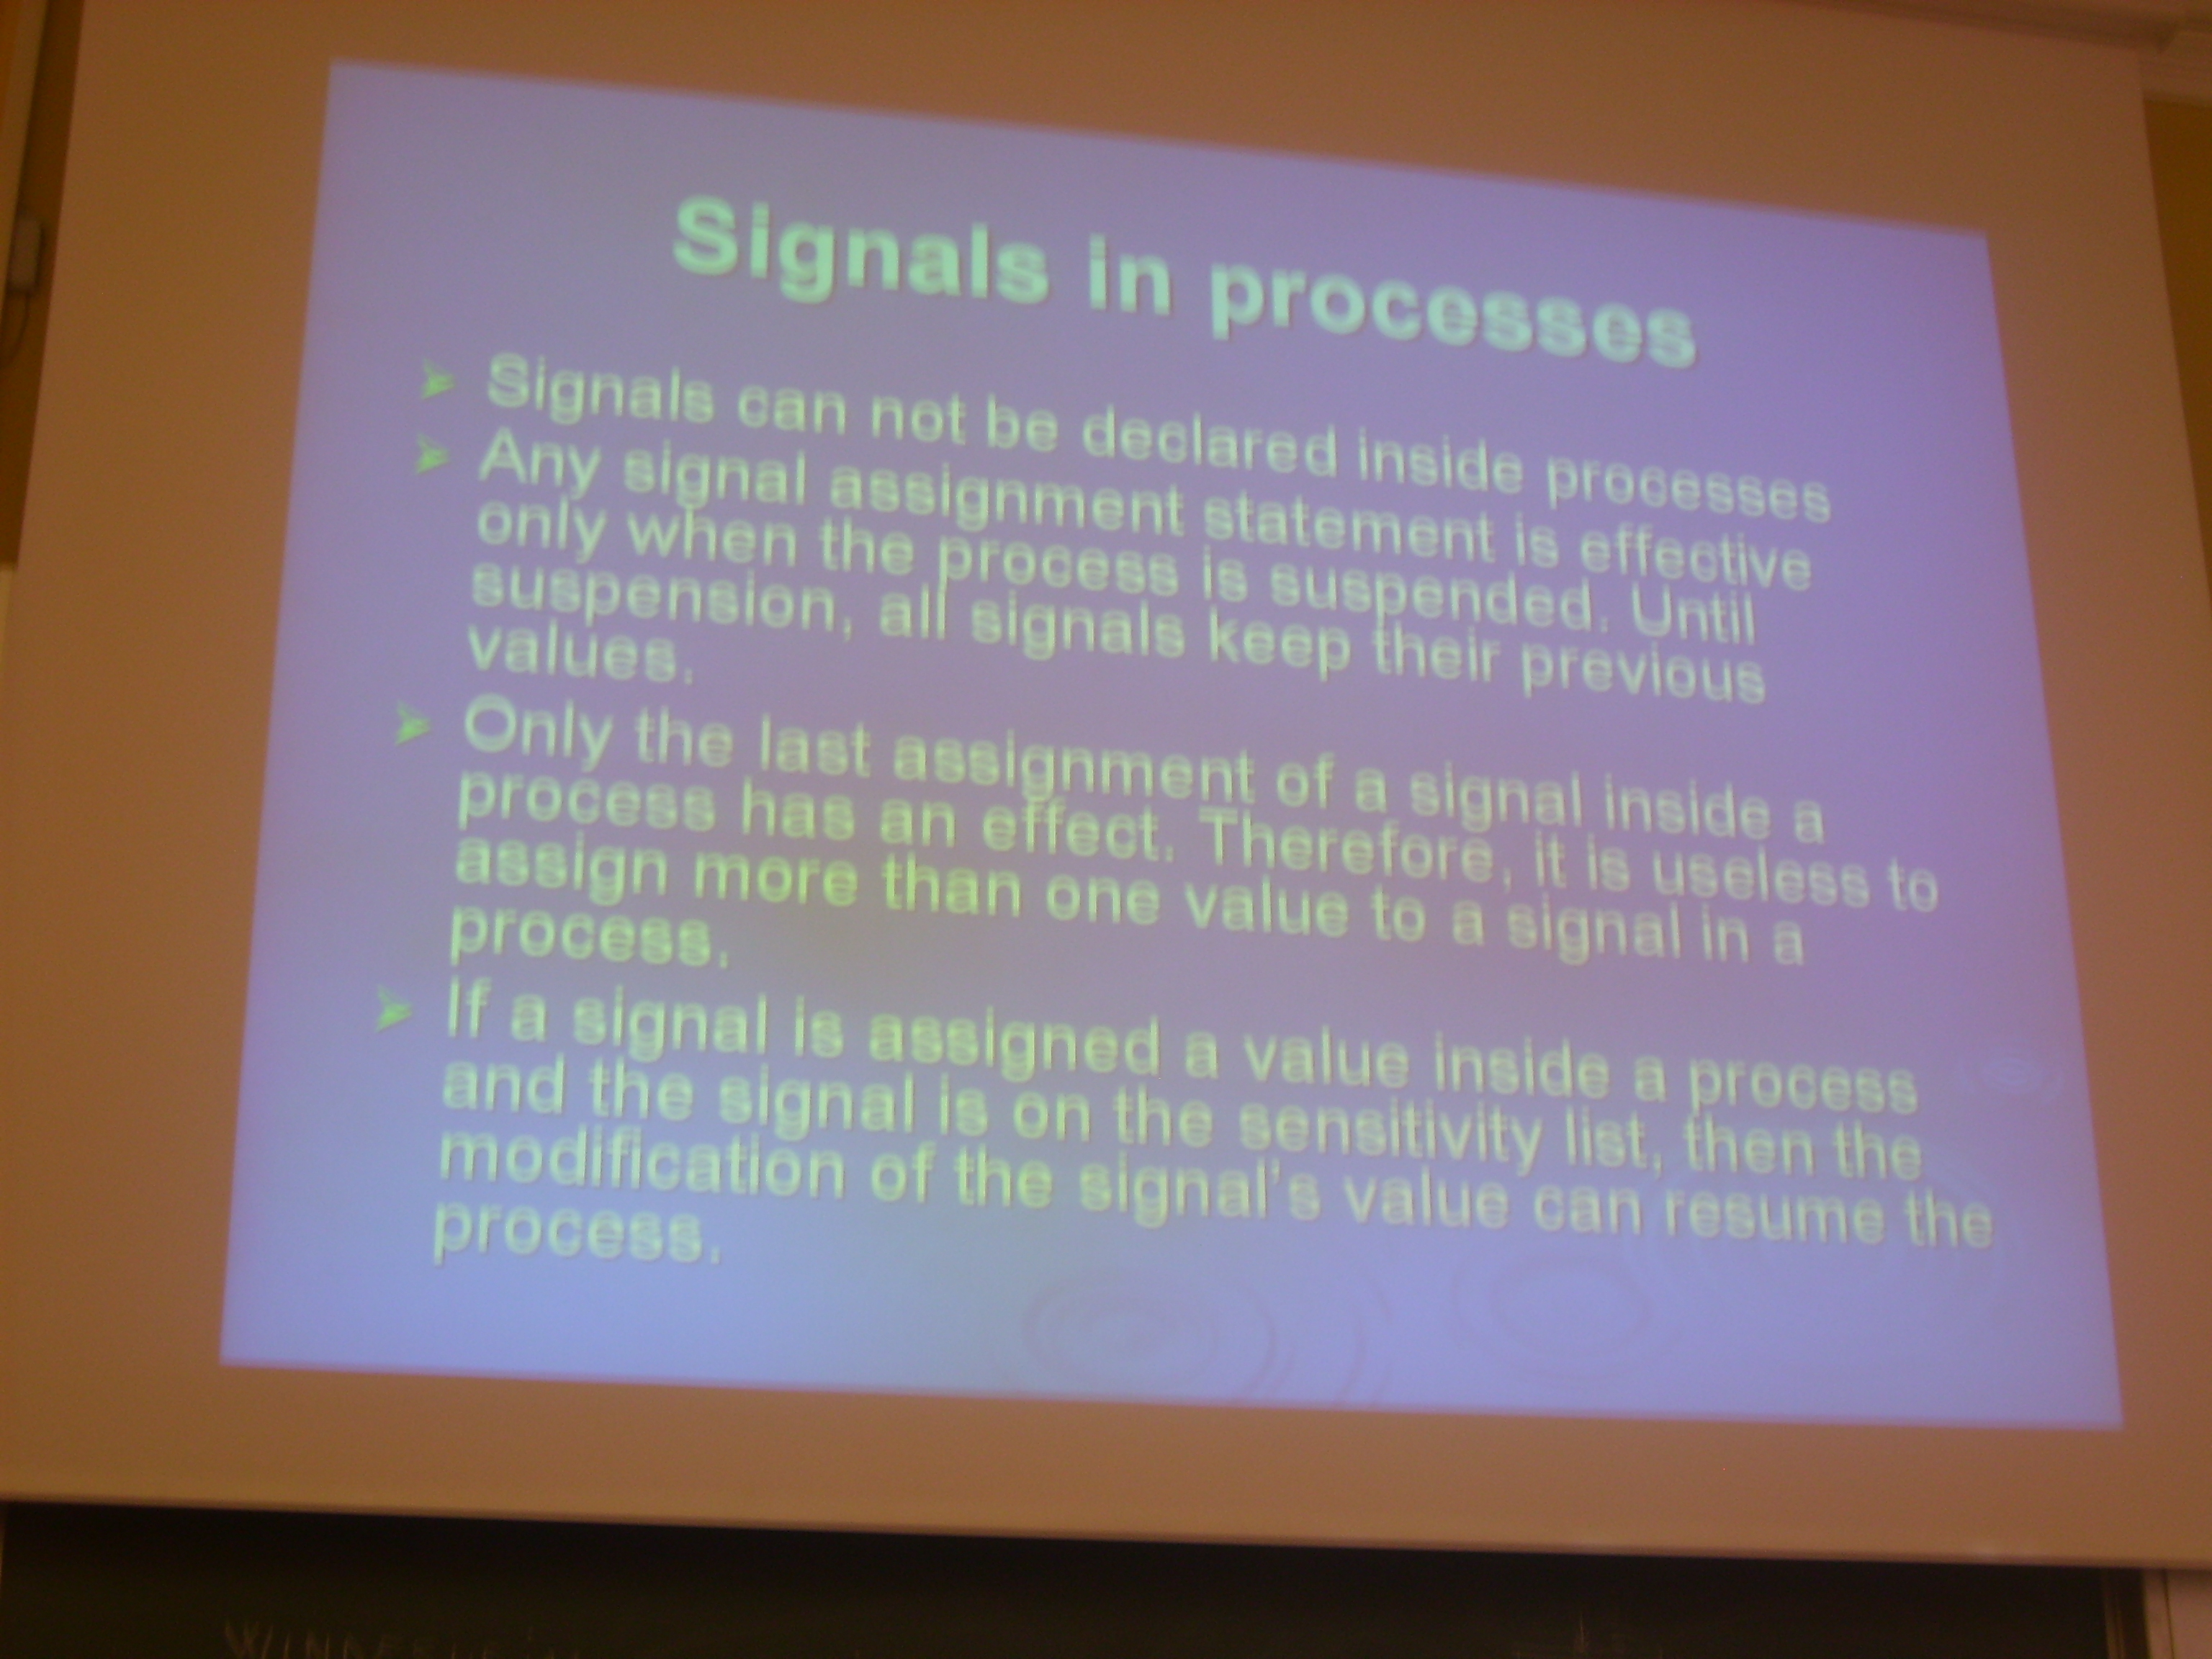 Signals in processes
Signals can not be declared inside processes
Any signal assignment statement is effective
only when the process is suspended. Until
suspension, all signals keep their previous
values.
Only the last assignment of a signal inside a
process has an effect. Therefore, it is useless to
assign more than one value to a signal in a
process.
If a signal is assigned a value inside a process
and the signal is on the sensitivity list, then the
modification of the signal's value can resume the
process.